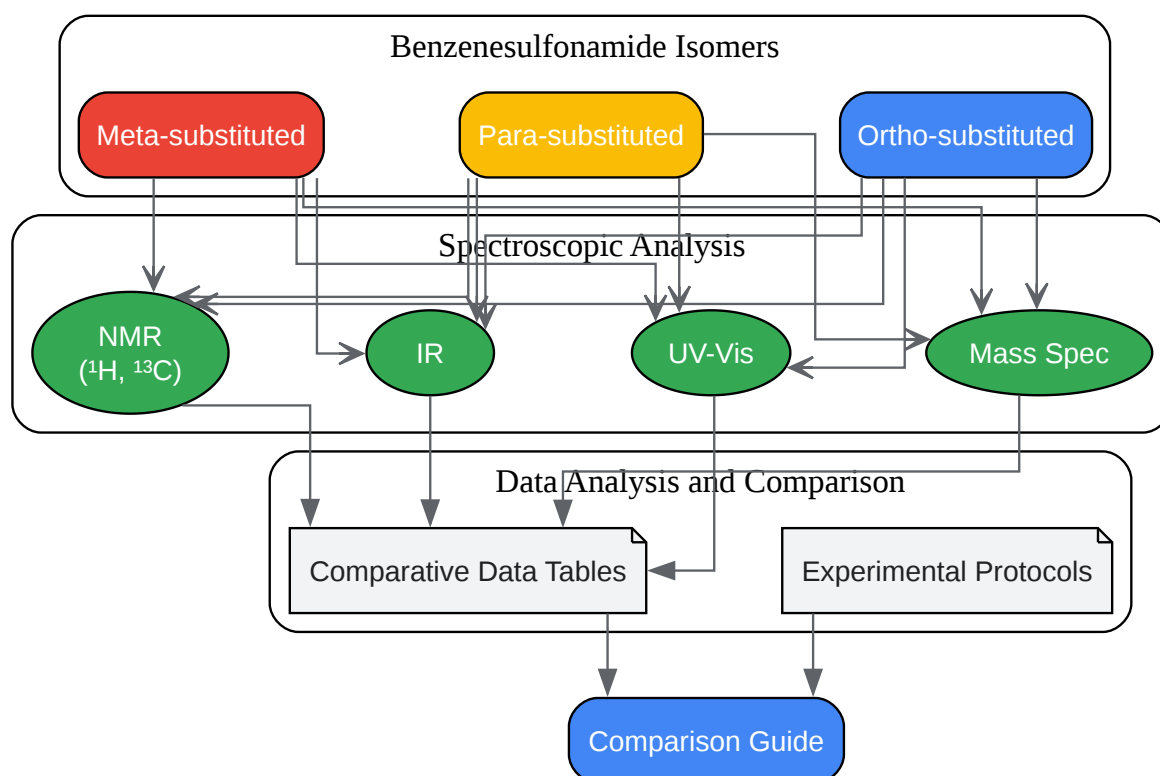 Benzenesulfonamide Isomers
Meta-substituted
Para-substituted
Ortho-substituted
Spectroscopic Analysis
NMR
(¹H, ¹³C)
IR
UV-Vis
Mass Spec
Data Analysis and Comparison
Comparative Data Tables
Experimental Protocols
Comparison Guide